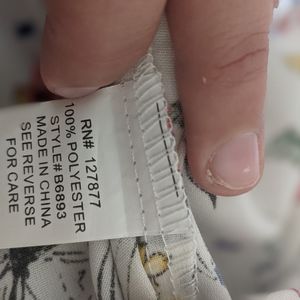 RN# 127877
100% POLYESTER
STYLE# B6893
MADE IN CHINA
SEE REVERSE
FOR CARE